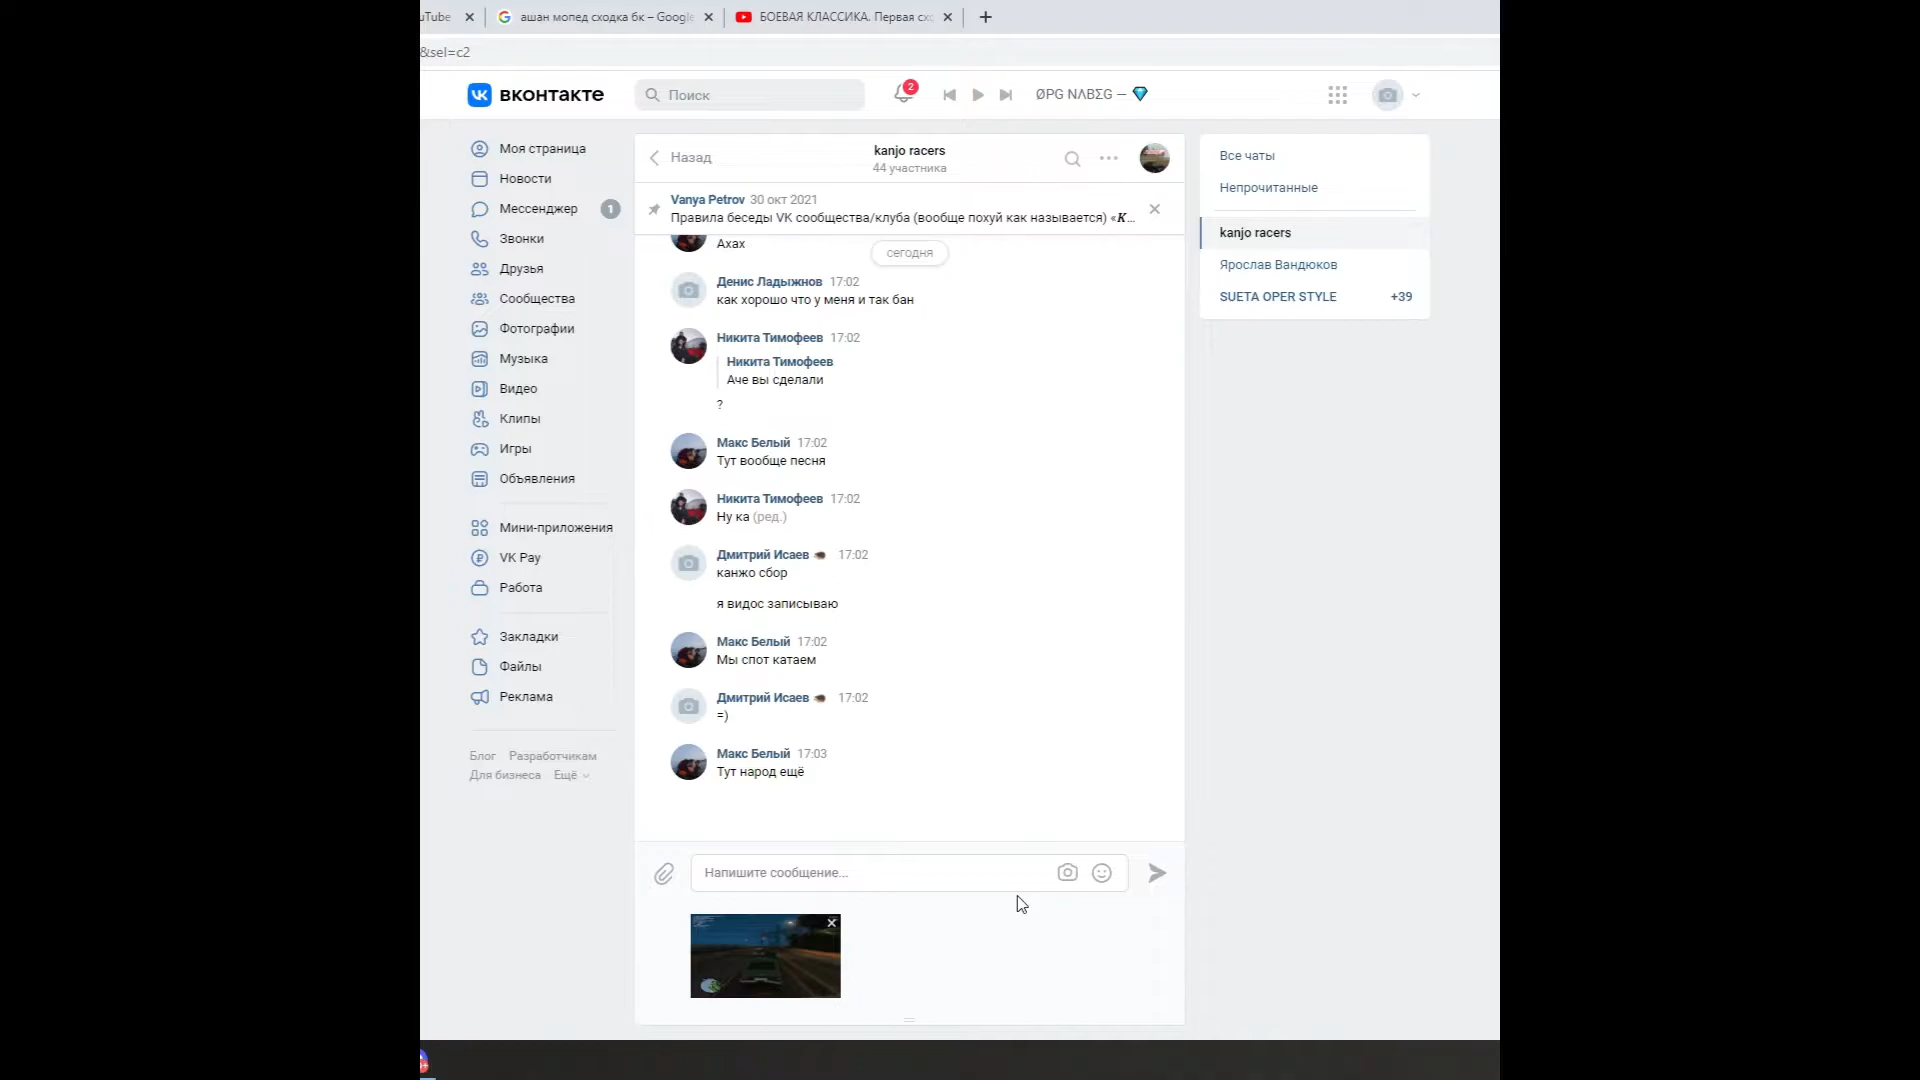 uTube
ашан мопед сходка бк – Google
БОЕВАЯ КЛАССИКА. Первая схо
&sel=c2
вконтакте
Поиск
2
ØPG NΛBΣG —
Моя страница
Новости
Мессенджер 1
Звонки
Друзья
Сообщества
Фотографии
Музыка
Видео
Клипы
Игры
Объявления
Мини-приложения
VK Pay
Работа
Закладки
Файлы
Реклама
Блог Разработчикам
Для бизнеса Ещё
Назад
kanjo racers
44 участника
Vanya Petrov 30 окт 2021
Правила беседы VK сообщества/клуба (вообще похуй как называется) «K...
Ахах
сегодня
Денис Ладыжнов 17:02
как хорошо что у меня и так бан
Никита Тимофеев 17:02
Никита Тимофеев
Аче вы сделали
?
Макс Белый 17:02
Тут вообще песня
Никита Тимофеев 17:02
Ну ка (ред.)
Дмитрий Исаев 17:02
канжо сбор
я видос записываю
Макс Белый 17:02
Мы спот катаем
Дмитрий Исаев 17:02
=)
Макс Белый 17:03
Тут народ ещё
Напишите сообщение...
Все чаты
Непрочитанные
kanjo racers
Ярослав Вандюков
SUETA OPER STYLE +39